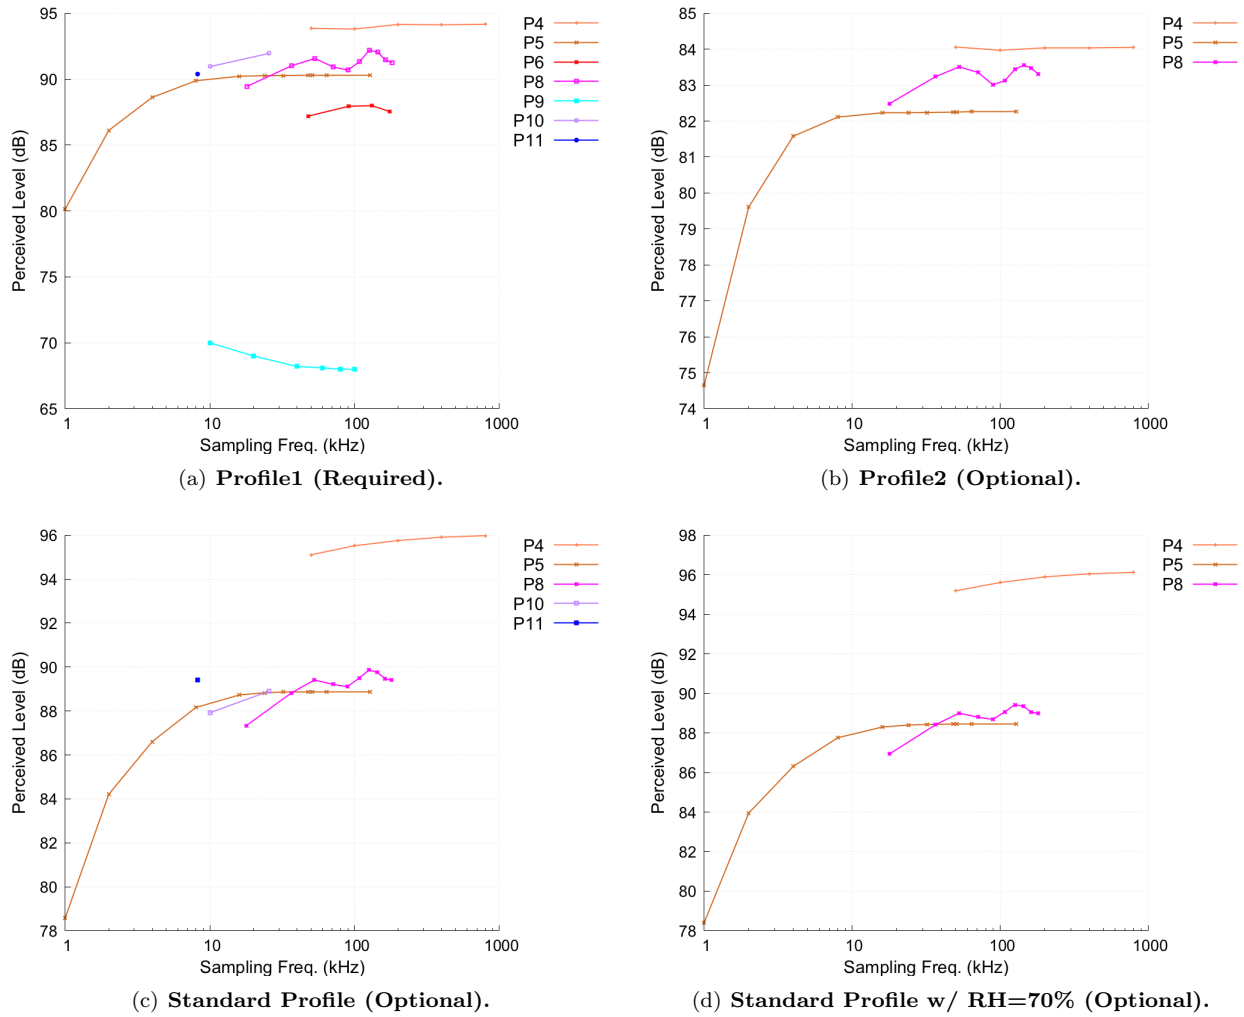 95
90
85
80
75
70
65
Perceived Level (dB)
1 10 100 1000
Sampling Freq. (kHz)
P4
P5
P6
P8
P9
P10
P11
(a) Profile1 (Required).
85
84
83
82
81
80
79
78
77
76
75
74
Perceived Level (dB)
1 10 100 1000
Sampling Freq. (kHz)
P4
P5
P8
(b) Profile2 (Optional).
96
94
92
90
88
86
84
82
80
78
Perceived Level (dB)
1 10 100 1000
Sampling Freq. (kHz)
P4
P5
P8
P10
P11
(c) Standard Profile (Optional).
98
96
94
92
90
88
86
84
82
80
78
Perceived Level (dB)
1 10 100 1000
Sampling Freq. (kHz)
P4
P5
P8
(d) Standard Profile w/ RH=70% (Optional).